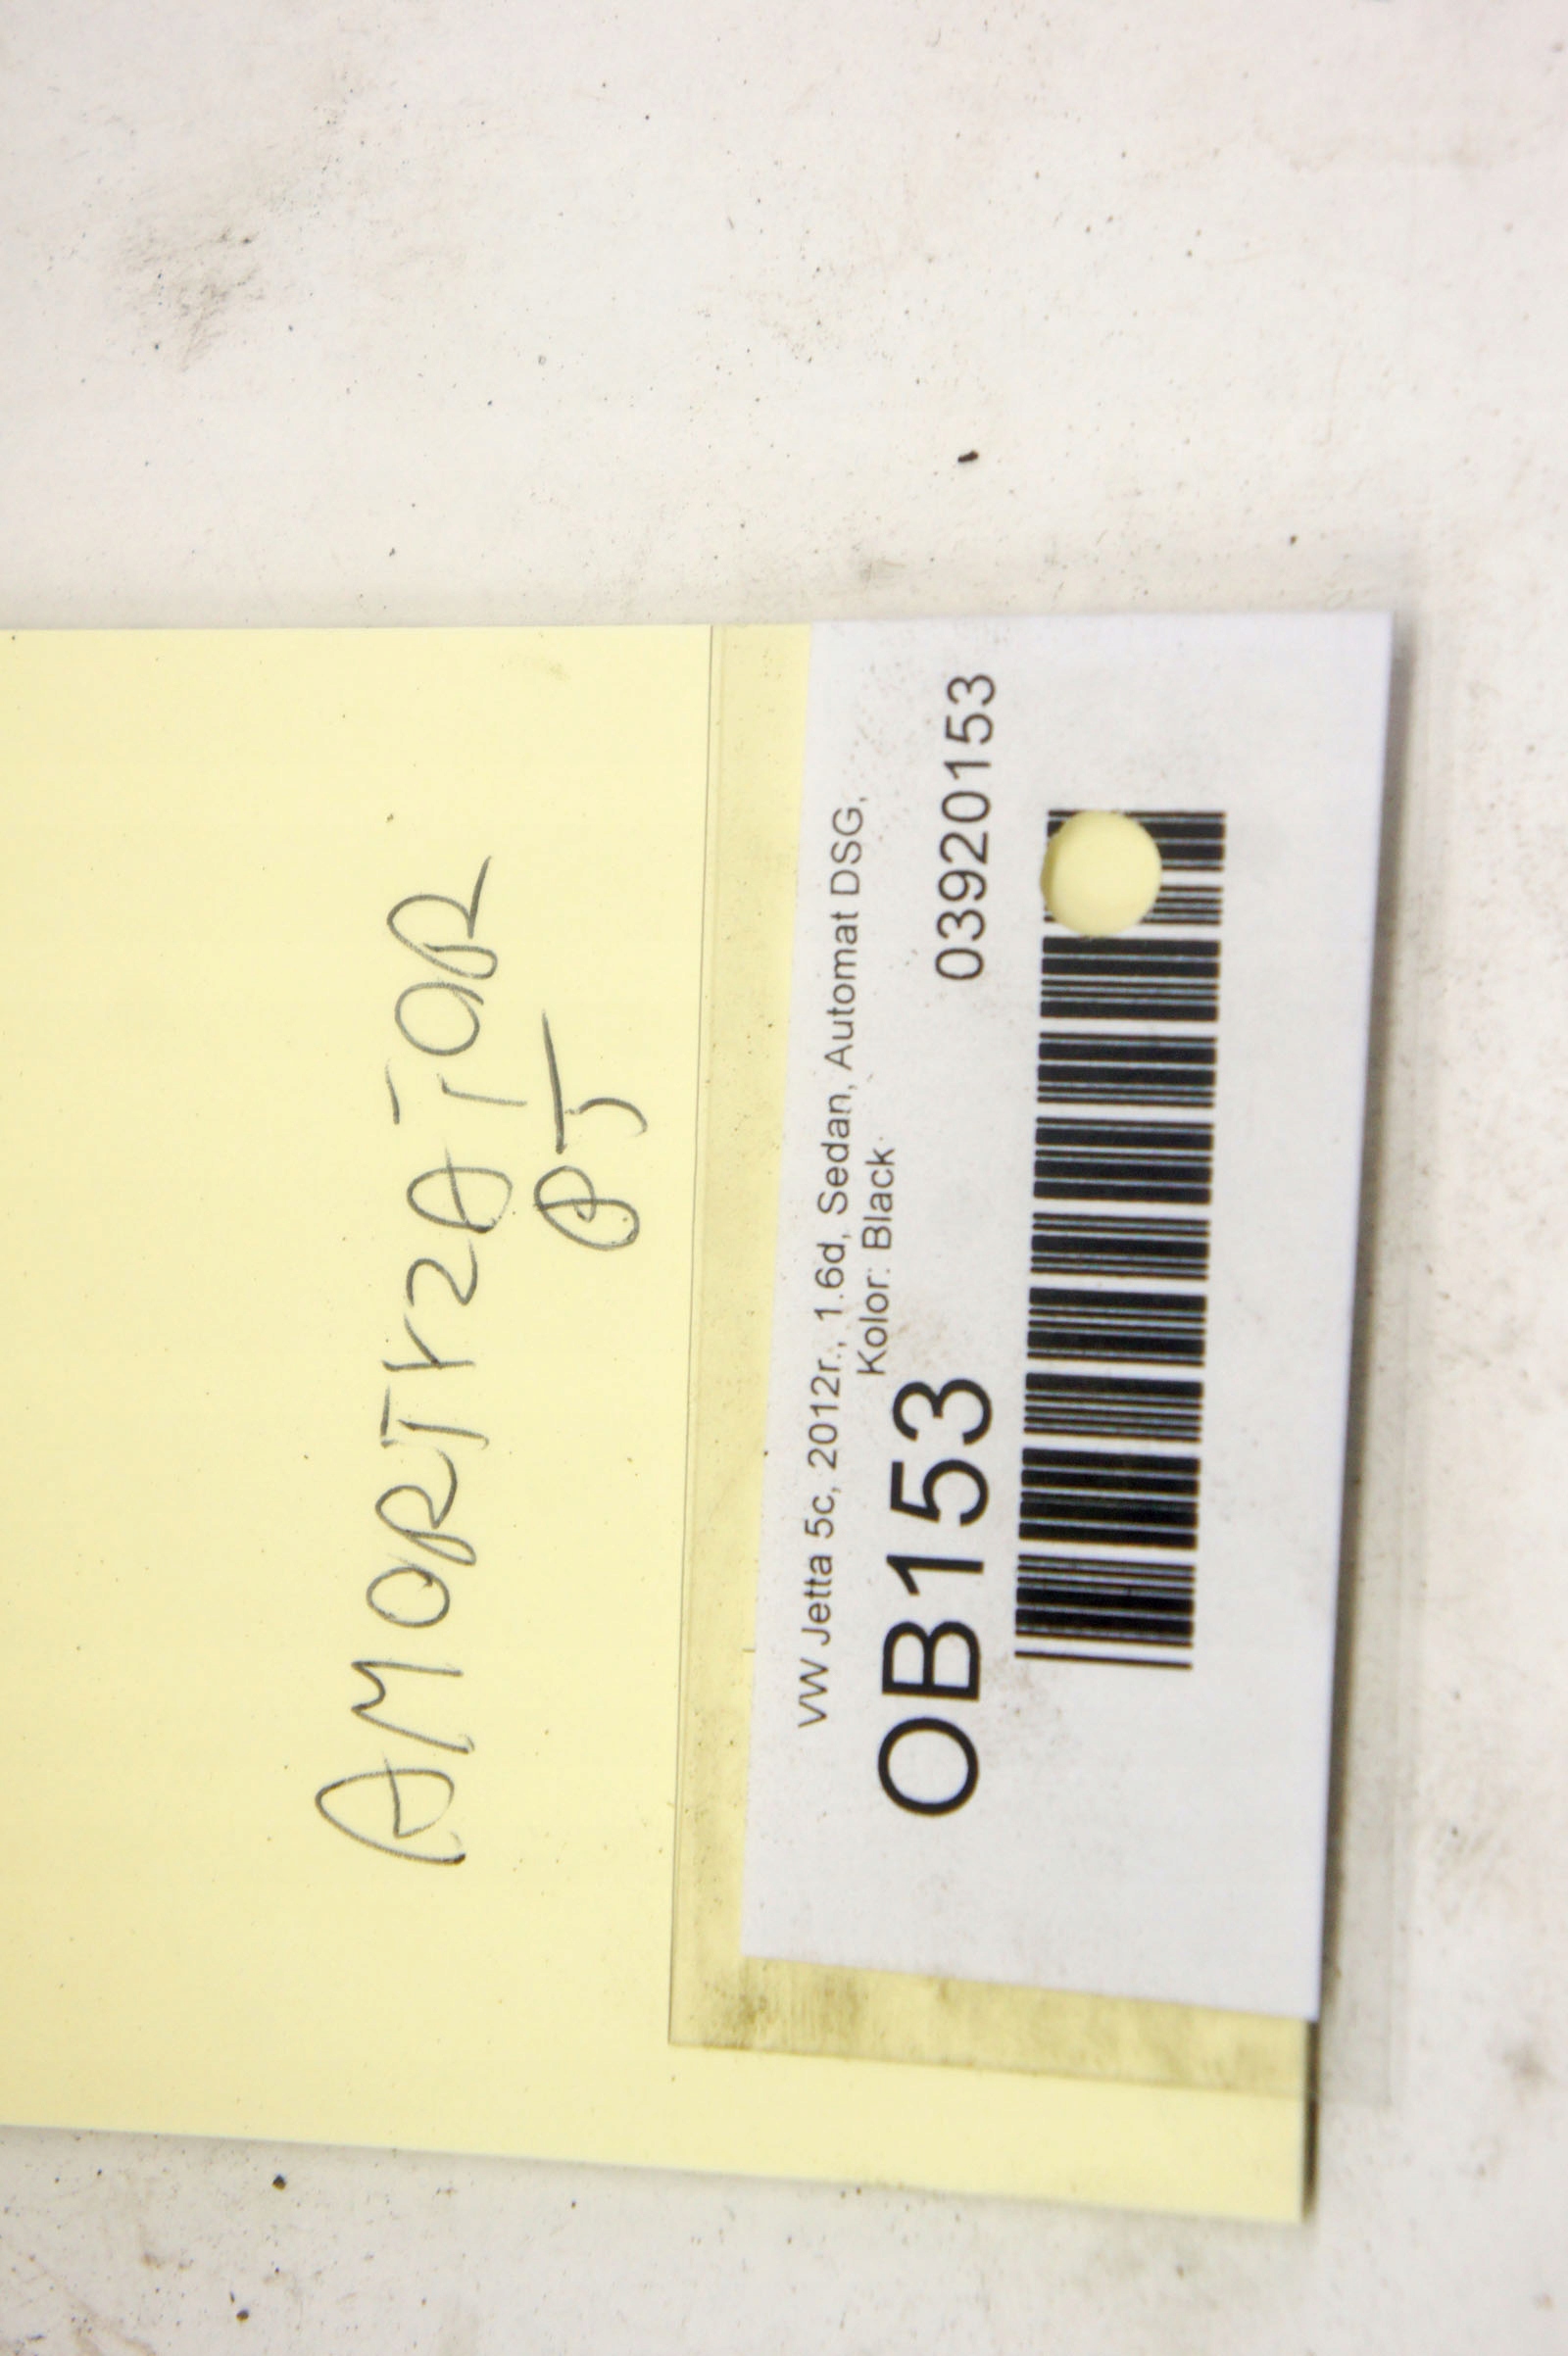 AMORTYZATOR
PT
VW Jetta 5c, 2012r., 1.6d, Sedan, Automat DSG,
Kolor: Black
OB153 03920153